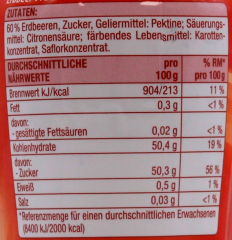 ZUTATEN:
60 % Erdbeeren, Zucker, Geliermittel: Pektine; Säuerungs-
mittel: Citronensäure; färbendes Lebensmittel: Karotten-
konzentrat, Saflorkonzentrat.
DURCHSCHNITTLICHE pro % RM*
NÄHRWERTE 100 g pro 100 g
Brennwert kJ/kcal 904/213 11 %
Fett 0,3 g <1 %
davon:
- gesättigte Fettsäuren 0,02 g <1 %
Kohlenhydrate 50,4 g 19 %
davon:
- Zucker 50,3 g 56 %
Eiweiß 0,5 g 1 %
Salz 0,03 g <1 %
*Referenzmenge für einen durchschnittlichen Erwachsenen
(8400 kJ/2000 kcal)